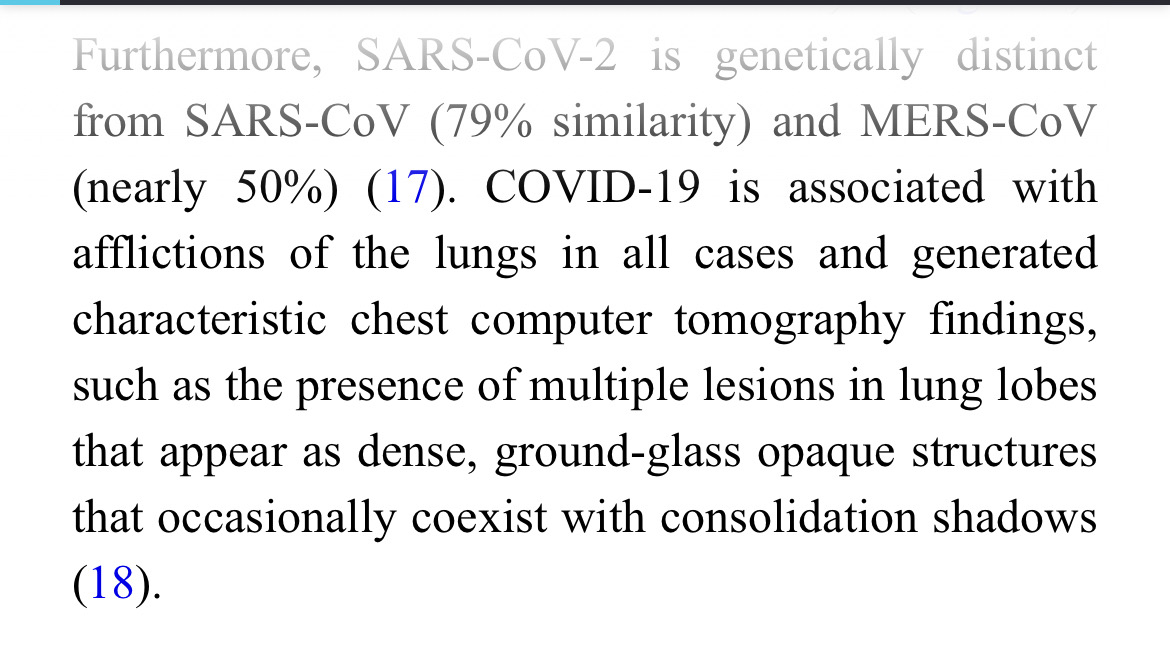 Furthermore, SARS-CoV-2 is genetically distinct
from SARS-CoV (79% similarity) and MERS-CoV
(nearly 50%) (17). COVID-19 is associated with
afflictions of the lungs in all cases and generated
characteristic chest computer tomography findings,
such as the presence of multiple lesions in lung lobes
that appear as dense, ground-glass opaque structures
that occasionally coexist with consolidation shadows
(18).